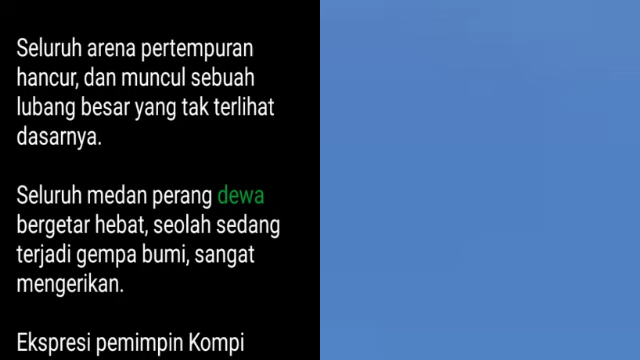 Seluruh arena pertempuran
hancur, dan muncul sebuah
lubang besar yang tak terlihat
dasarnya.
Seluruh medan perang dewa
bergetar hebat, seolah sedang
terjadi gempa bumi, sangat
mengerikan.
Ekspresi pemimpin Kompi